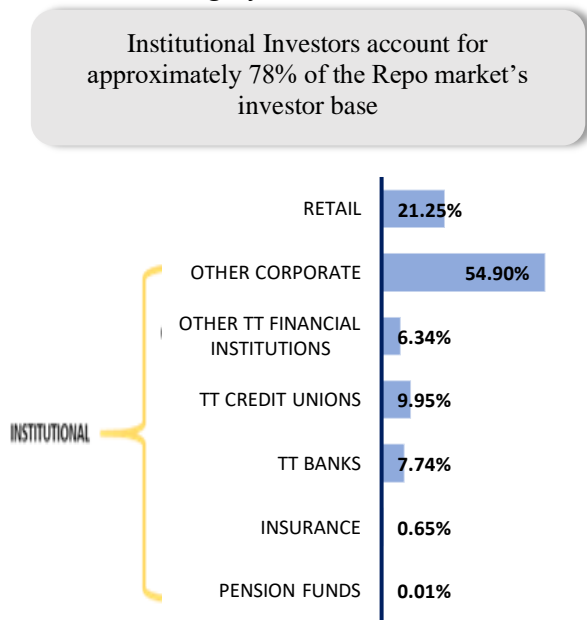 Institutional Investors account for
approximately 78% of the Repo market's
investor base
RETAIL 21.25%
OTHER CORPORATE 54.90%
OTHER TT FINANCIAL
INSTITUTIONS 6.34%
TT CREDIT UNIONS 9.95%
INSTITUTIONAL
TT BANKS 7.74%
INSURANCE 0.65%
PENSION FUNDS 0.01%